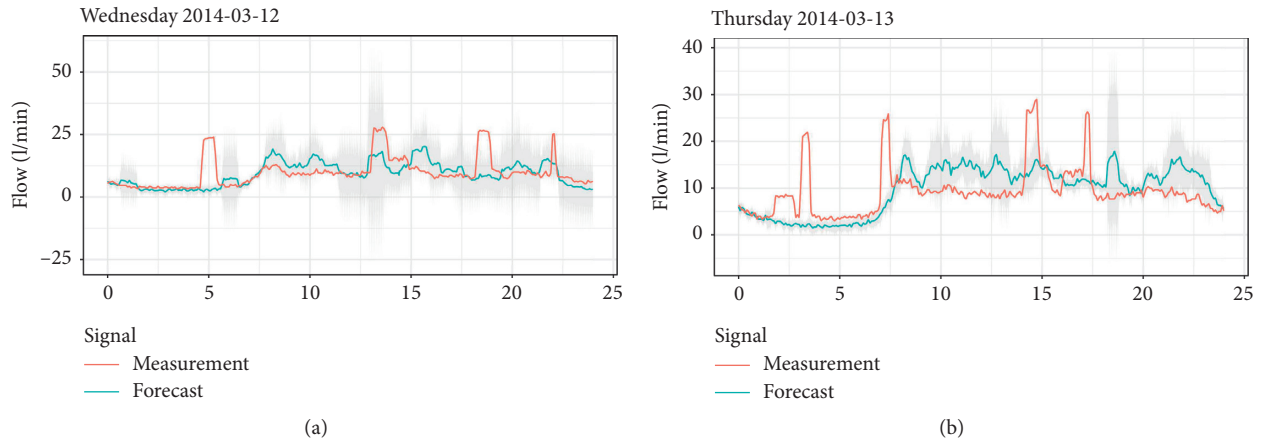 Wednesday 2014-03-12
Flow (l/min)
50
25
0
−25
0 5 10 15 20 25
Signal
Measurement
Forecast
(a)
Thursday 2014-03-13
Flow (l/min)
40
30
20
10
0
0 5 10 15 20 25
Signal
Measurement
Forecast
(b)